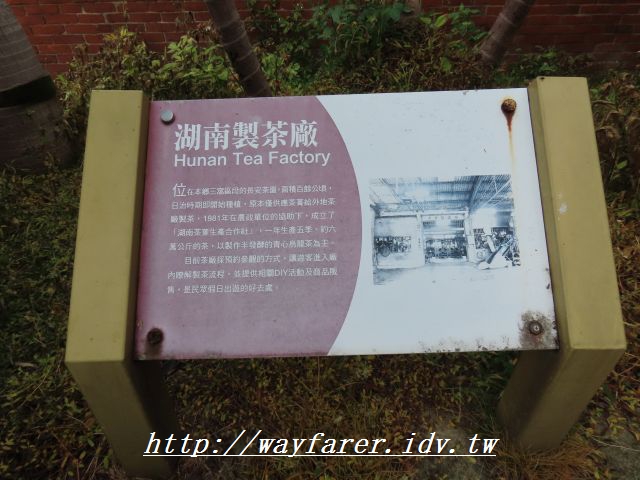 湖南製茶廠
Hunan Tea Factory
位在本鄉三窩區段的長安茶園,面積百餘公頃,
日治時期即開始種植。原本僅供應茶菁給外地茶
廠製茶,1981年在農政單位的協助下,成立了
「湖南茶葉生產合作社」,一年生產五季、約六
萬公斤的茶,以製作半發酵的青心烏龍茶為主。
目前茶廠採預約參觀的方式,讓遊客進入廠
內瞭解製茶流程,並提供相關DIY活動及商品販
售,是民眾假日出遊的好去處。
http://wayfarer.idv.tw